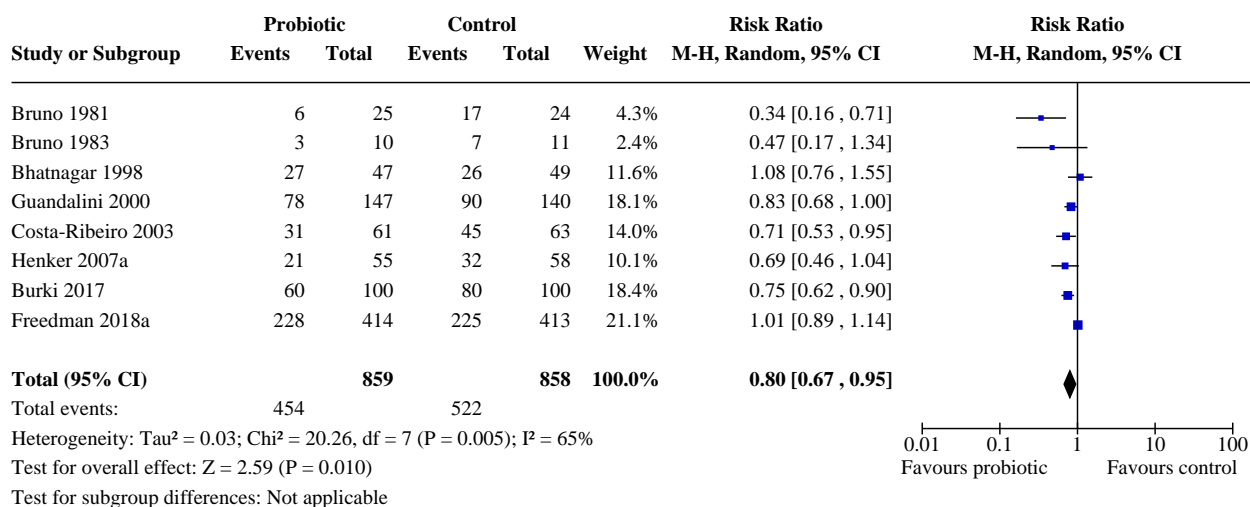 Probiotic Control Risk Ratio Risk Ratio
Study or Subgroup Events Total Events Total Weight M-H, Random, 95% CI M-H, Random, 95% CI
Bruno 1981 6 25 17 24 4.3% 0.34 [0.16 , 0.71]
Bruno 1983 3 10 7 11 2.4% 0.47 [0.17 , 1.34]
Bhatnagar 1998 27 47 26 49 11.6% 1.08 [0.76 , 1.55]
Guandalini 2000 78 147 90 140 18.1% 0.83 [0.68 , 1.00]
Costa-Ribeiro 2003 31 61 45 63 14.0% 0.71 [0.53 , 0.95]
Henker 2007a 21 55 32 58 10.1% 0.69 [0.46 , 1.04]
Burki 2017 60 100 80 100 18.4% 0.75 [0.62 , 0.90]
Freedman 2018a 228 414 225 413 21.1% 1.01 [0.89 , 1.14]
Total (95% CI) 859 858 100.0% 0.80 [0.67 , 0.95]
Total events: 454 522
Heterogeneity: Tau² = 0.03; Chi² = 20.26, df = 7 (P = 0.005); I² = 65%
0.01 0.1 1 10 100
Test for overall effect: Z = 2.59 (P = 0.010)
Favours probiotic Favours control
Test for subgroup differences: Not applicable